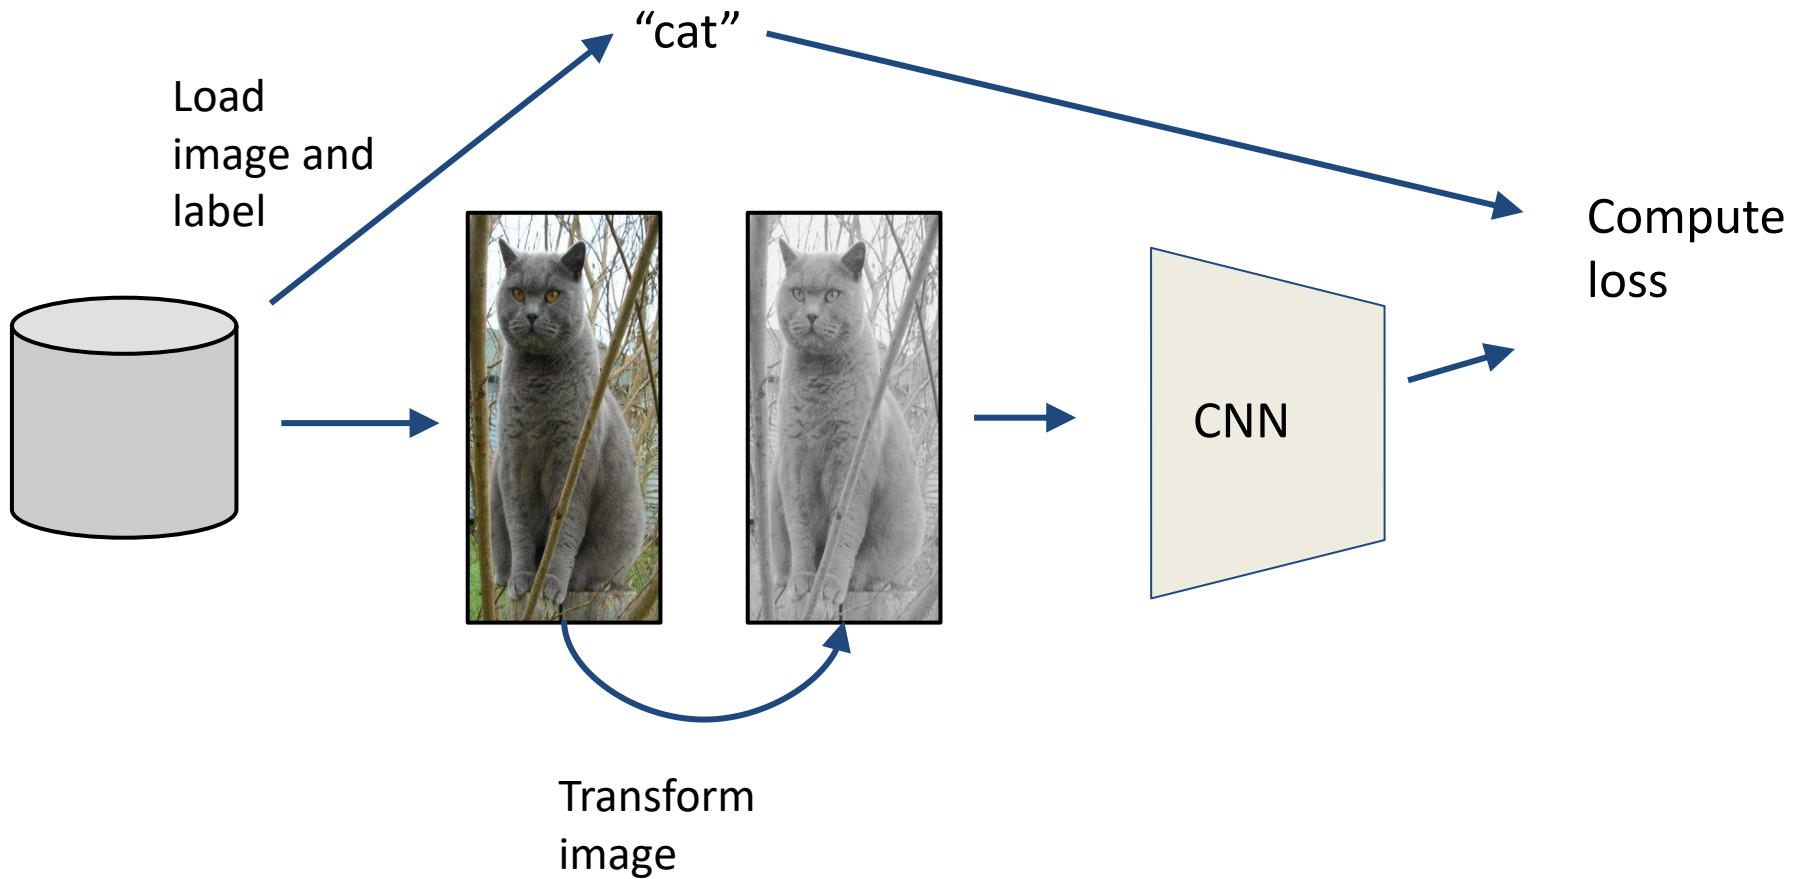 “cat”
Load
image and
label
Compute
loss
CNN
Transform
image